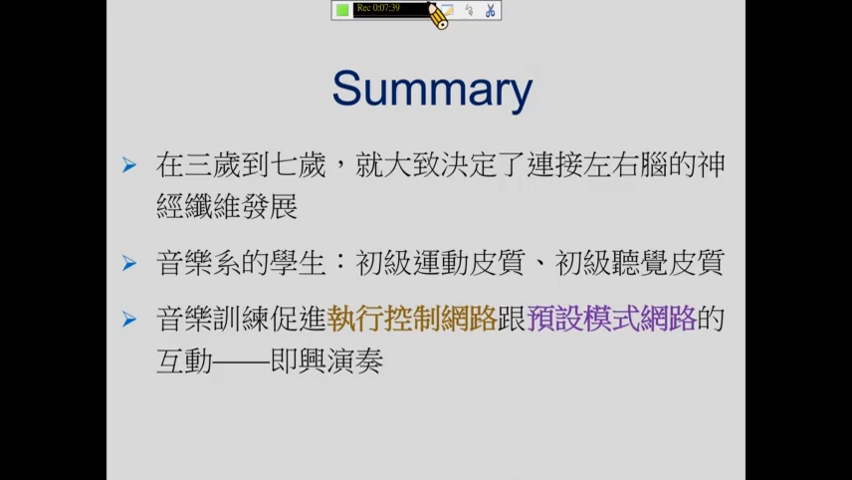 Rec 0:07:39
Summary
在三歲到七歲，就大致決定了連接左右腦的神
經纖維發展
音樂系的學生：初級運動皮質、初級聽覺皮質
音樂訓練促進執行控制網路跟預設模式網路的
互動——即興演奏